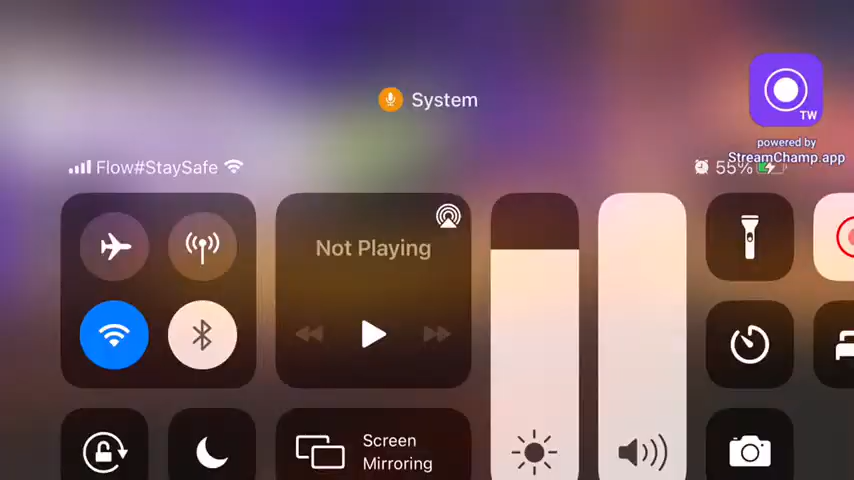 System
TW
powered by
StreamChamp.app
Flow#StaySafe
55%
Not Playing
Screen
Mirroring